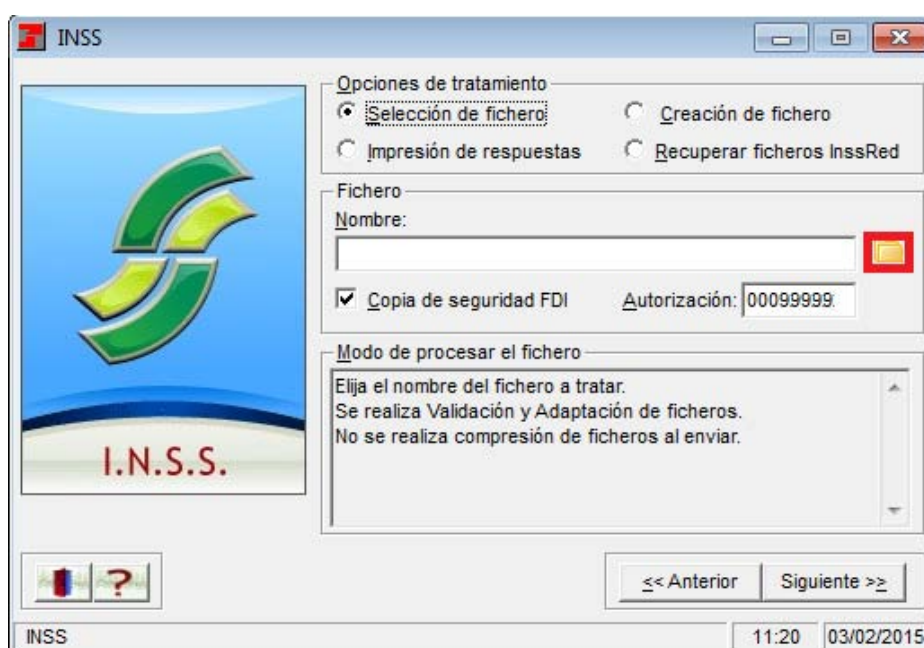 INSS
Opciones de tratamiento
Selección de fichero
Creación de fichero
Impresión de respuestas
Recuperar ficheros InssRed
Fichero
Nombre:
Copia de seguridad FDI
Autorización:
00099999
Modo de procesar el fichero
Elija el nombre del fichero a tratar.
Se realiza Validación y Adaptación de ficheros.
No se realiza compresión de ficheros al enviar.
I.N.S.S.
?
<< Anterior
Siguiente >>
INSS
11:20
03/02/2015